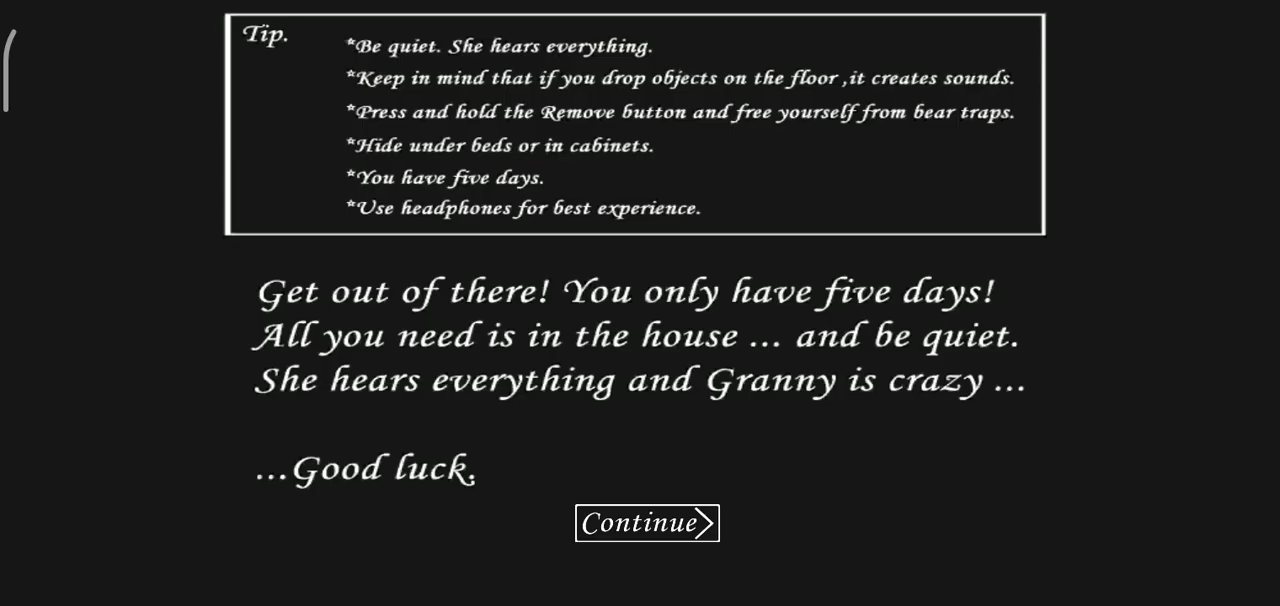 Tip.
*Be quiet. She hears everything.
*Keep in mind that if you drop objects on the floor ,it creates sounds.
*Press and hold the Remove button and free yourself from bear traps.
*Hide under beds or in cabinets.
*You have five days.
*Use headphones for best experience.
Get out of there! You only have five days!
All you need is in the house ... and be quiet.
She hears everything and Granny is crazy ...
...Good luck.
Continue